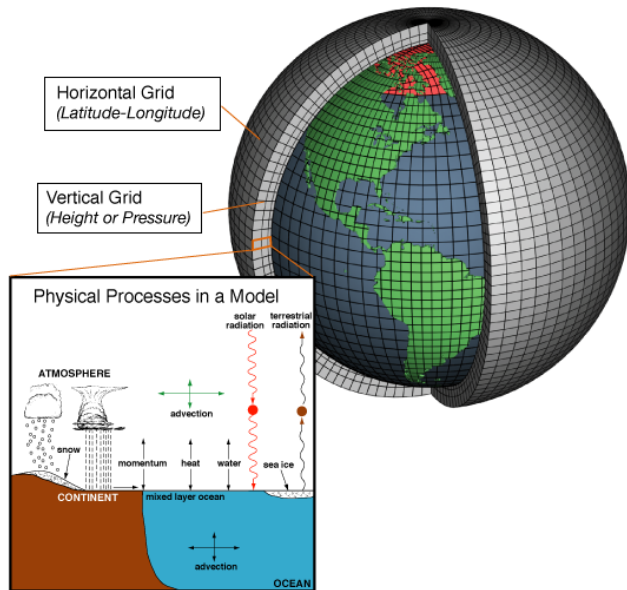 Horizontal Grid
(Latitude-Longitude)
Vertical Grid
(Height or Pressure)
Physical Processes in a Model
solar
radiation
terrestrial
radiation
ATMOSPHERE
advection
snow
momentum
heat
water
sea ice
CONTINENT
mixed layer ocean
advection
OCEAN